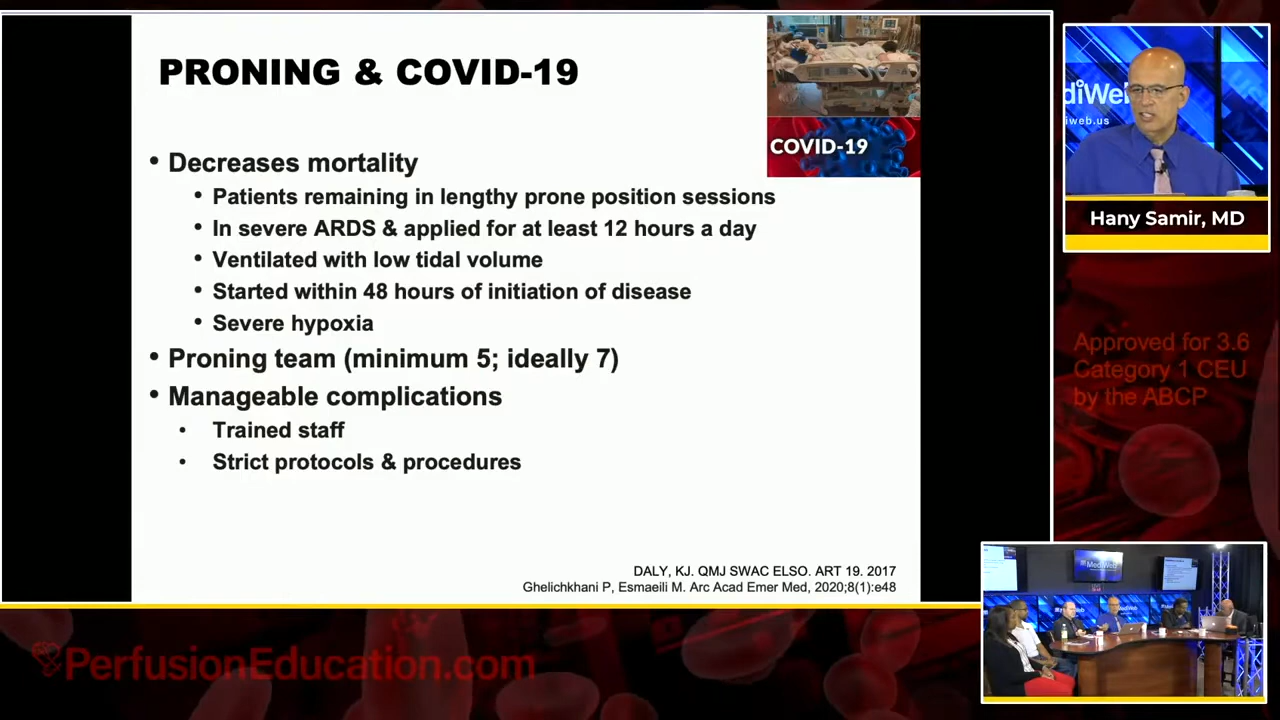 PRONING & COVID-19
COVID-19
• Decreases mortality
• Patients remaining in lengthy prone position sessions
• In severe ARDS & applied for at least 12 hours a day
• Ventilated with low tidal volume
• Started within 48 hours of initiation of disease
• Severe hypoxia
• Proning team (minimum 5; ideally 7)
• Manageable complications
• Trained staff
• Strict protocols & procedures
DALY, KJ. QMJ SWAC ELSO. ART 19. 2017
Ghelichkhani P, Esmaeili M. Arc Acad Emer Med, 2020;8(1):e48
diWeb
iweb.us
Hany Samir, MD
Approved for 3.6
Category 1 CEU
by the ABCP
MediWeb
PerfusionEducation.com